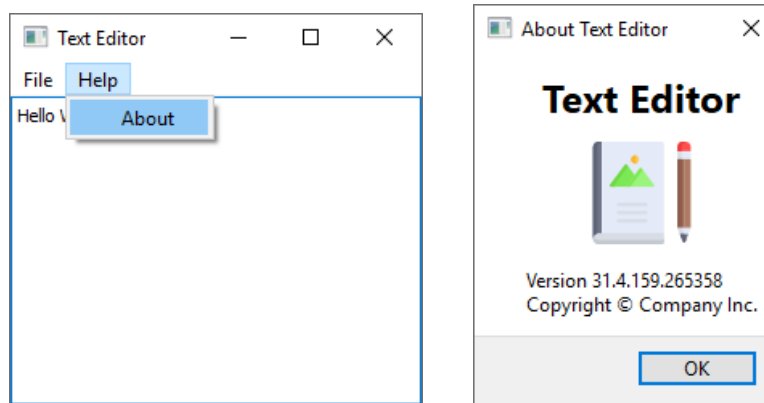 Text Editor
File Help
Hello
About
About Text Editor
Text Editor
Version 31.4.159.265358
Copyright © Company Inc.
OK